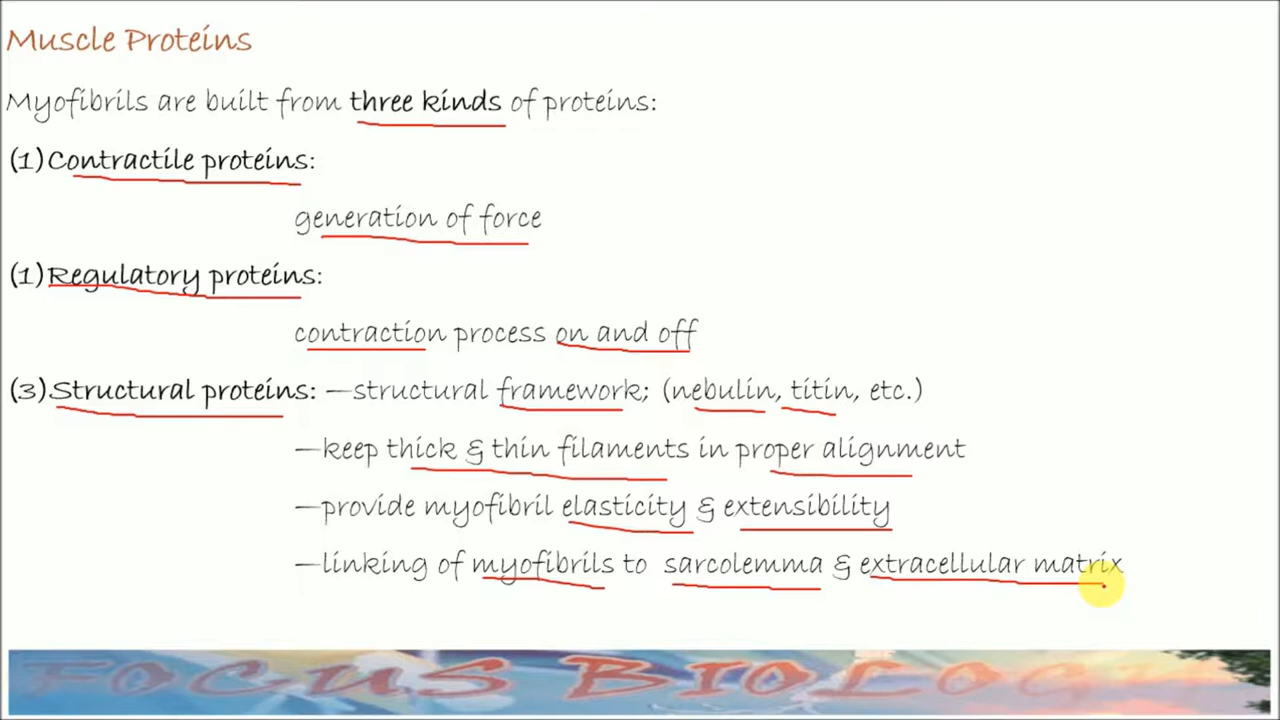 Muscle Proteins
Myofibrils are built from three kinds of proteins:
(1)Contractile proteins:
generation of force
(1)Regulatory proteins:
contraction process on and off
(3)Structural proteins: —structural framework; (nebulin, titin, etc.)
—keep thick & thin filaments in proper alignment
—provide myofibril elasticity & extensibility
—linking of myofibrils to sarcolemma & extracellular matrix
FOCUS BIOLOGY